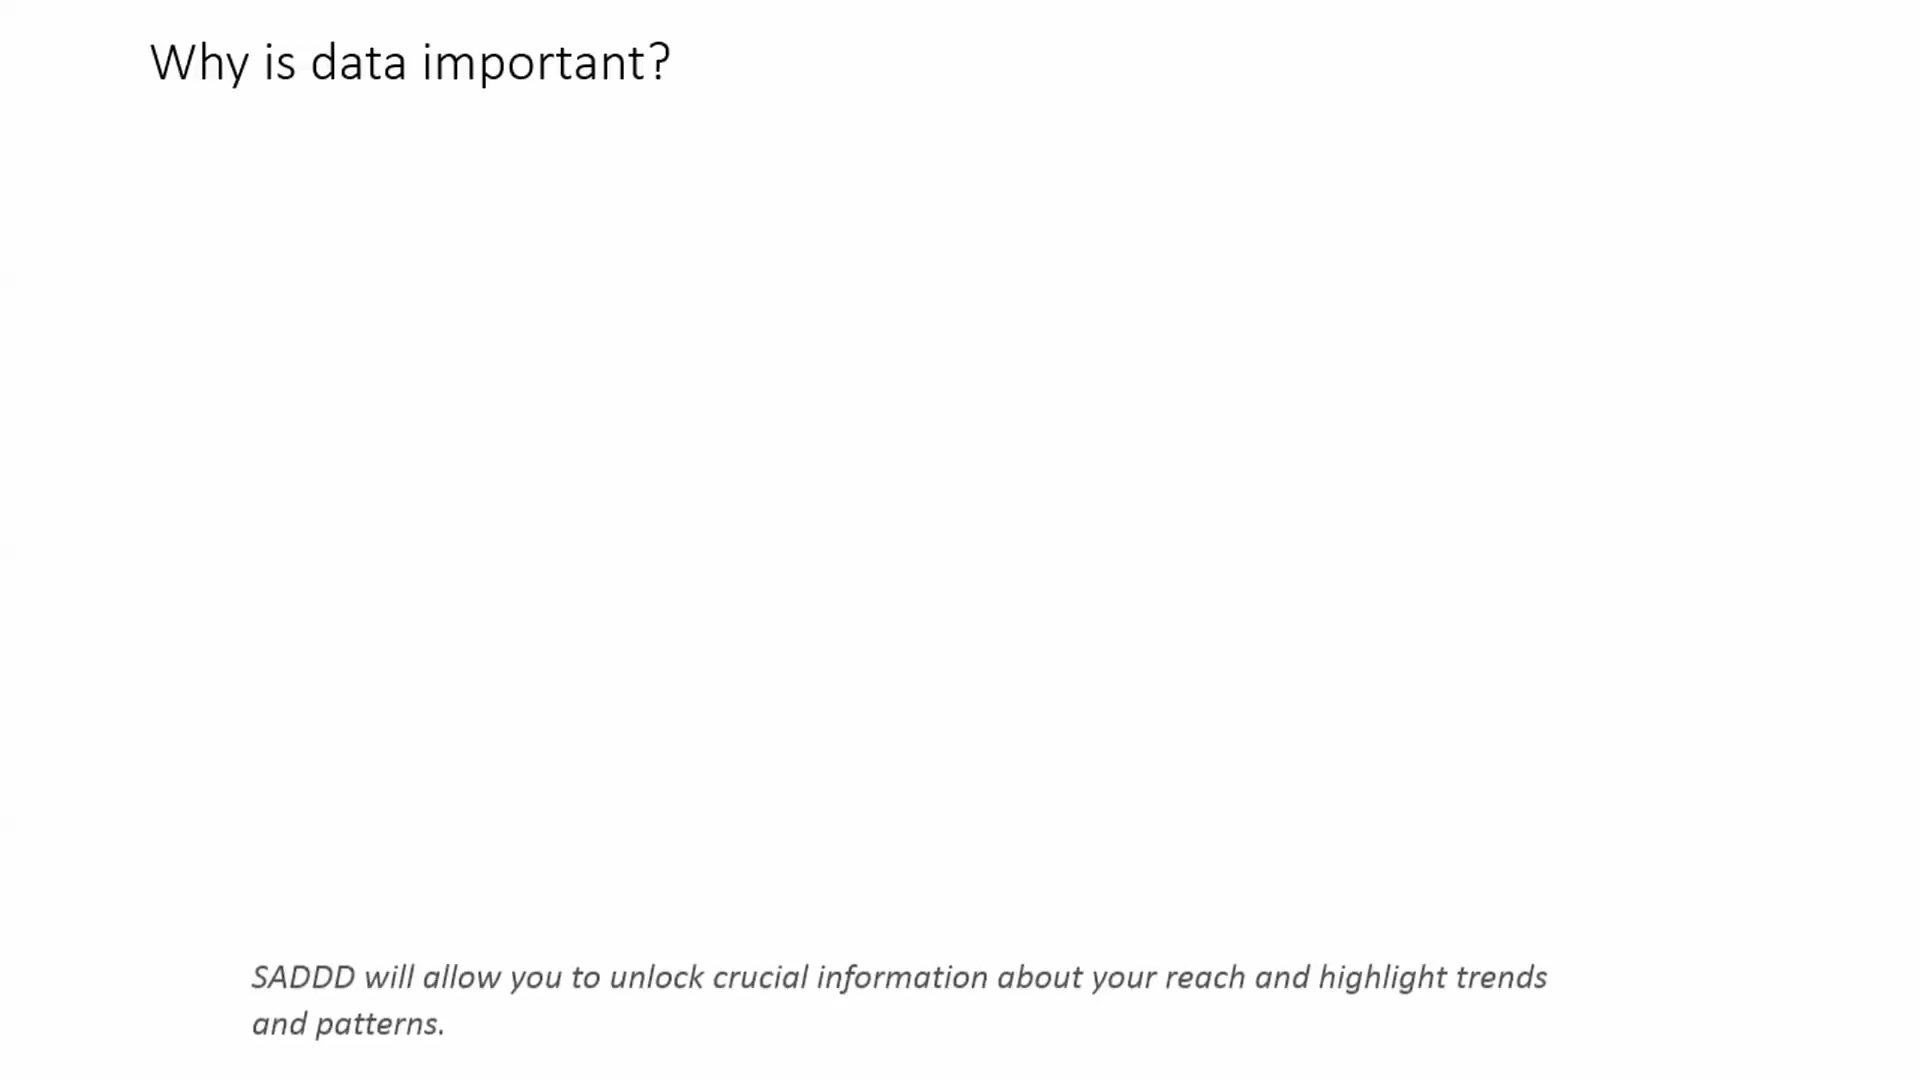 Why is data important?
SADDD will allow you to unlock crucial information about your reach and highlight trends
and patterns.